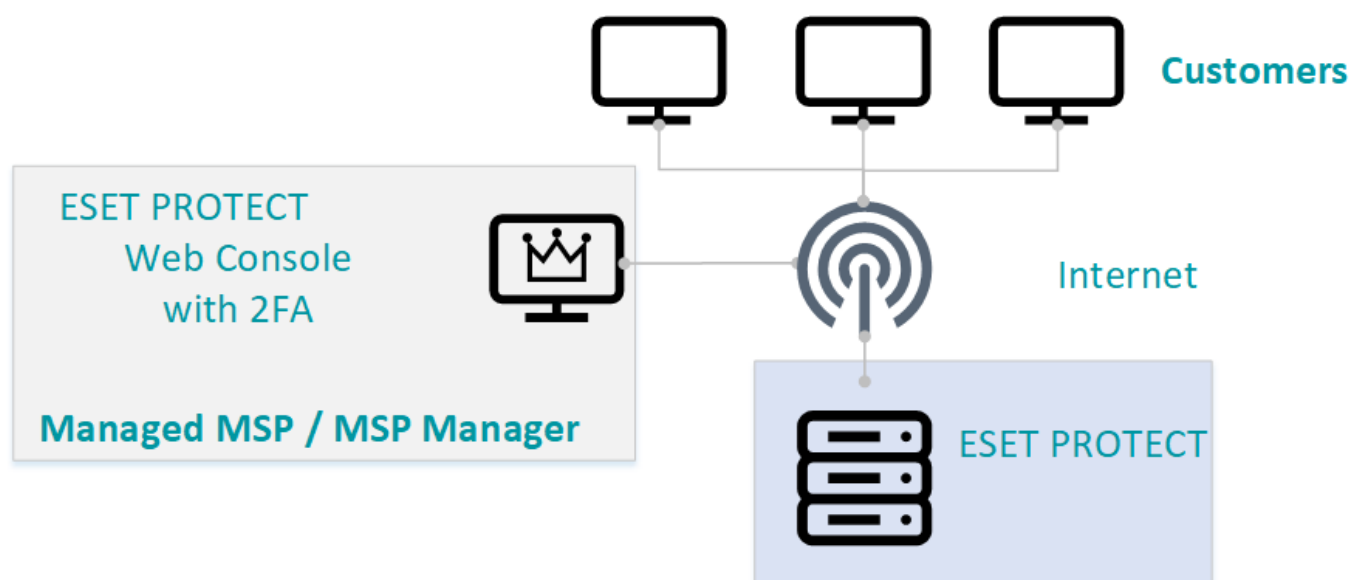 Customers
ESET PROTECT
Web Console
with 2FA
Internet
Managed MSP / MSP Manager
ESET PROTECT